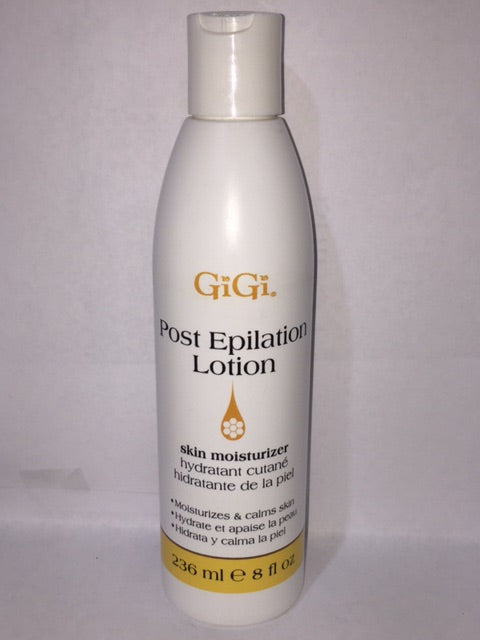 GiGi®
Post Epilation
Lotion
skin moisturizer
hydratant cutané
hidratante de la piel
•Moisturizes & calms skin
•Hydrate et apaise la peau
•Hidrata y calma la piel
236 ml ℮ 8 fl oz